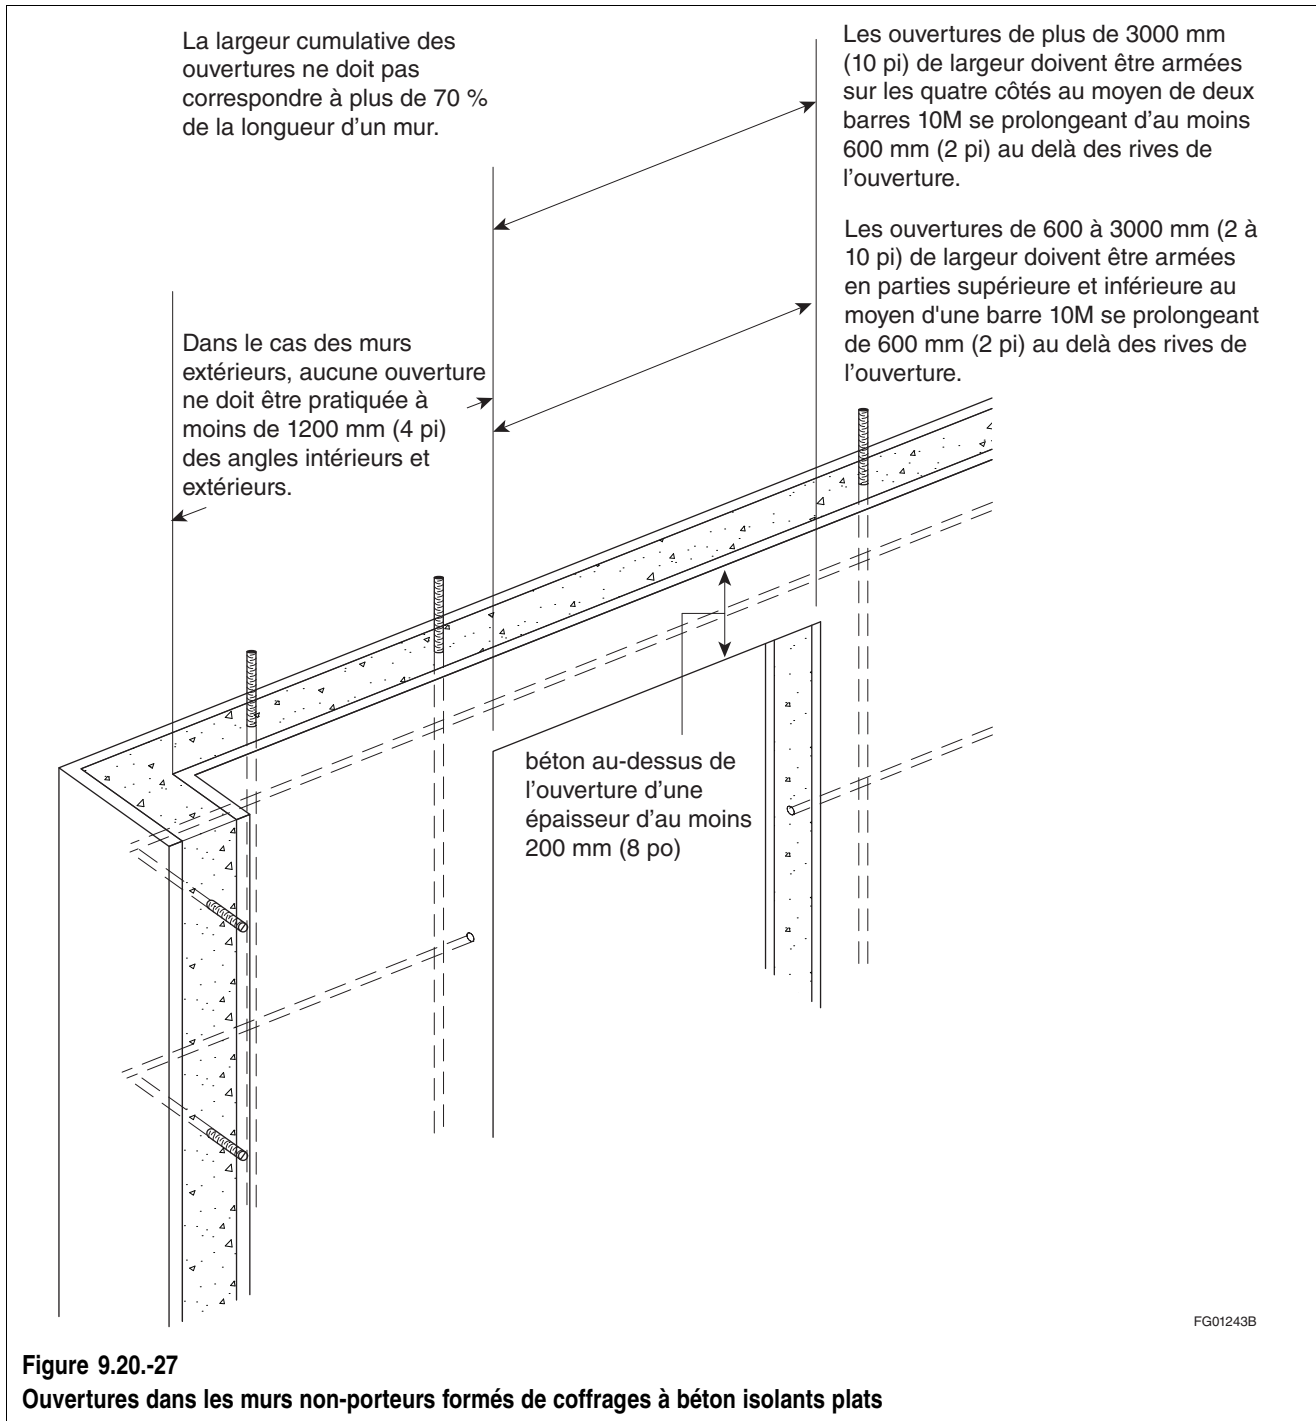 La largeur cumulative des
ouvertures ne doit pas
correspondre à plus de 70 %
de la longueur d’un mur.
Les ouvertures de plus de 3000 mm
(10 pi) de largeur doivent être armées
sur les quatre côtés au moyen de deux
barres 10M se prolongeant d’au moins
600 mm (2 pi) au delà des rives de
l’ouverture.
Les ouvertures de 600 à 3000 mm (2 à
10 pi) de largeur doivent être armées
en parties supérieure et inférieure au
moyen d'une barre 10M se prolongeant
de 600 mm (2 pi) au delà des rives de
l’ouverture.
Dans le cas des murs
extérieurs, aucune ouverture
ne doit être pratiquée à
moins de 1200 mm (4 pi)
des angles intérieurs et
extérieurs.
béton au-dessus de
l’ouverture d’une
épaisseur d’au moins
200 mm (8 po)
FG01243B
Figure 9.20.-27
Ouvertures dans les murs non-porteurs formés de coffrages à béton isolants plats